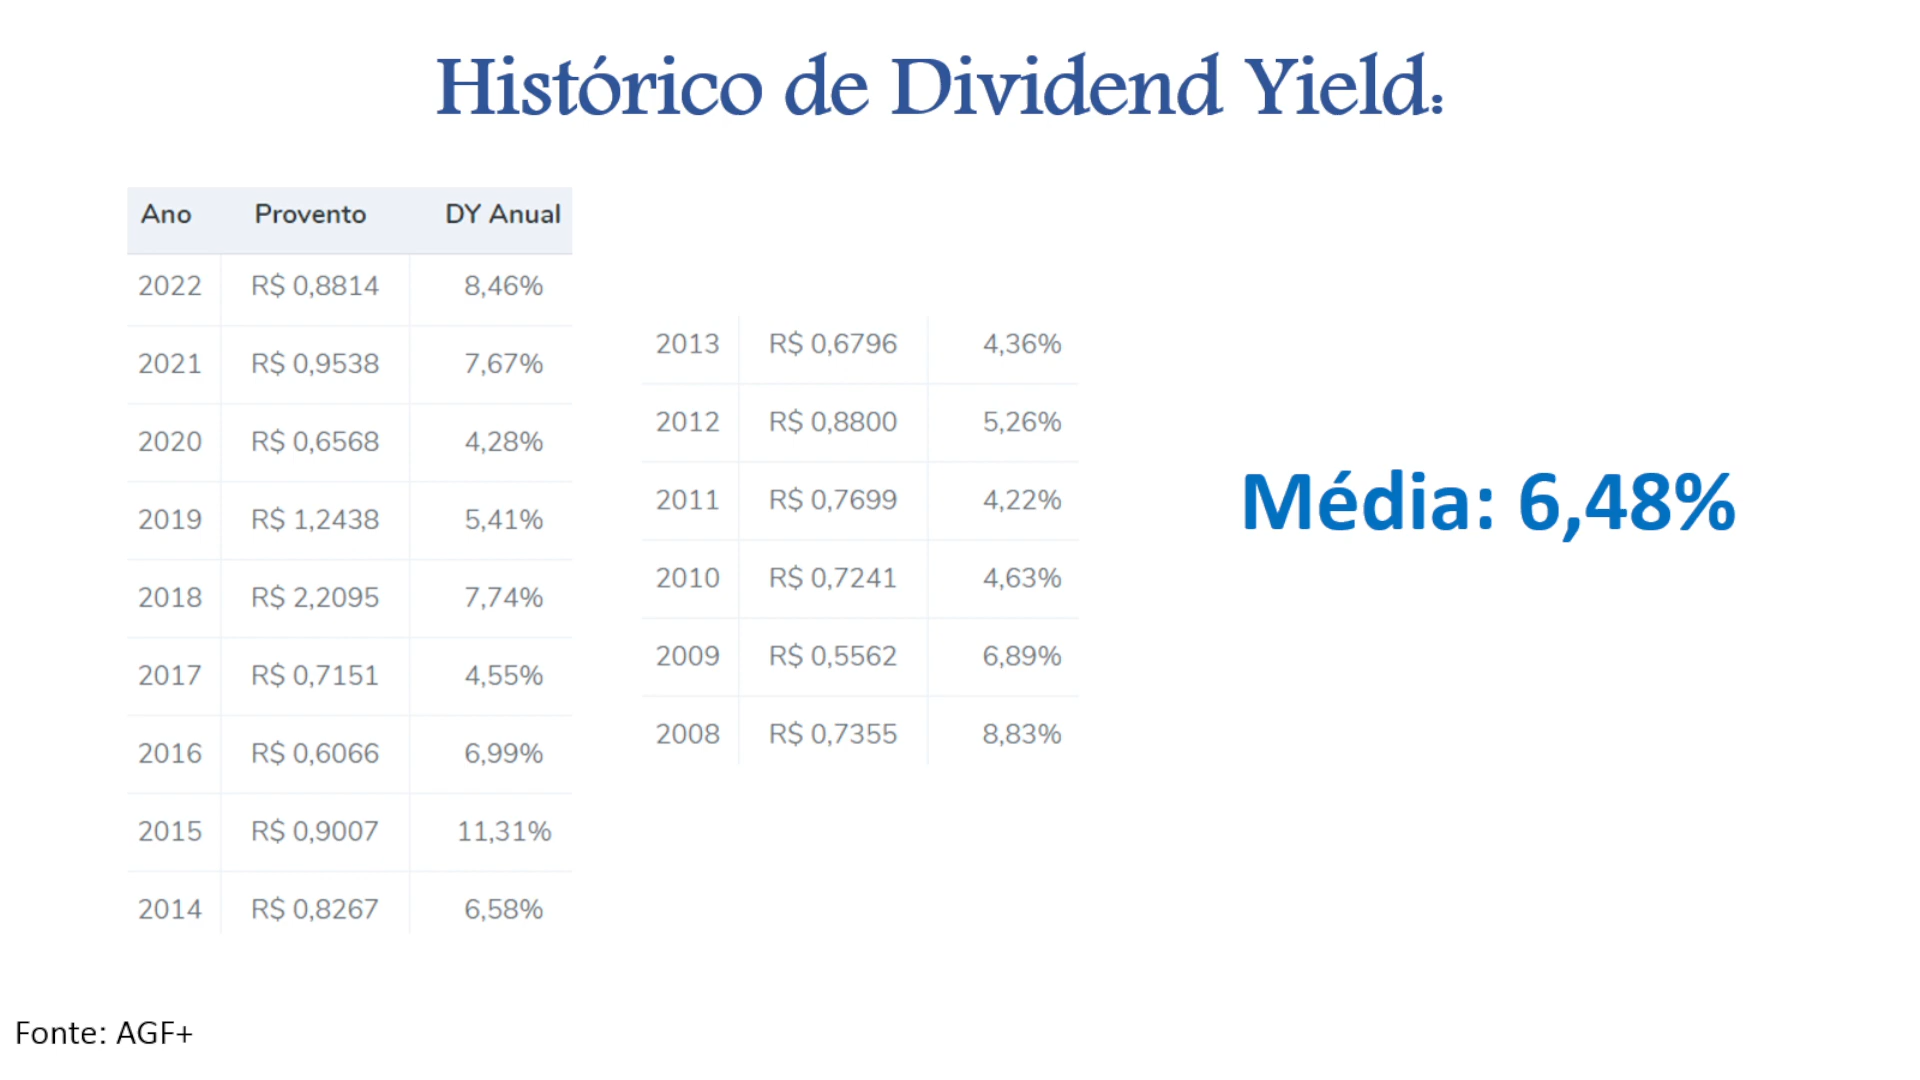 Histórico de Dividend Yield:
Ano Provento DY Anual
2022 R$ 0,8814 8,46%
2021 R$ 0,9538 7,67%
2020 R$ 0,6568 4,28%
2019 R$ 1,2438 5,41%
2018 R$ 2,2095 7,74%
2017 R$ 0,7151 4,55%
2016 R$ 0,6066 6,99%
2015 R$ 0,9007 11,31%
2014 R$ 0,8267 6,58%
2013 R$ 0,6796 4,36%
2012 R$ 0,8800 5,26%
2011 R$ 0,7699 4,22%
2010 R$ 0,7241 4,63%
2009 R$ 0,5562 6,89%
2008 R$ 0,7355 8,83%
Média: 6,48%
Fonte: AGF+